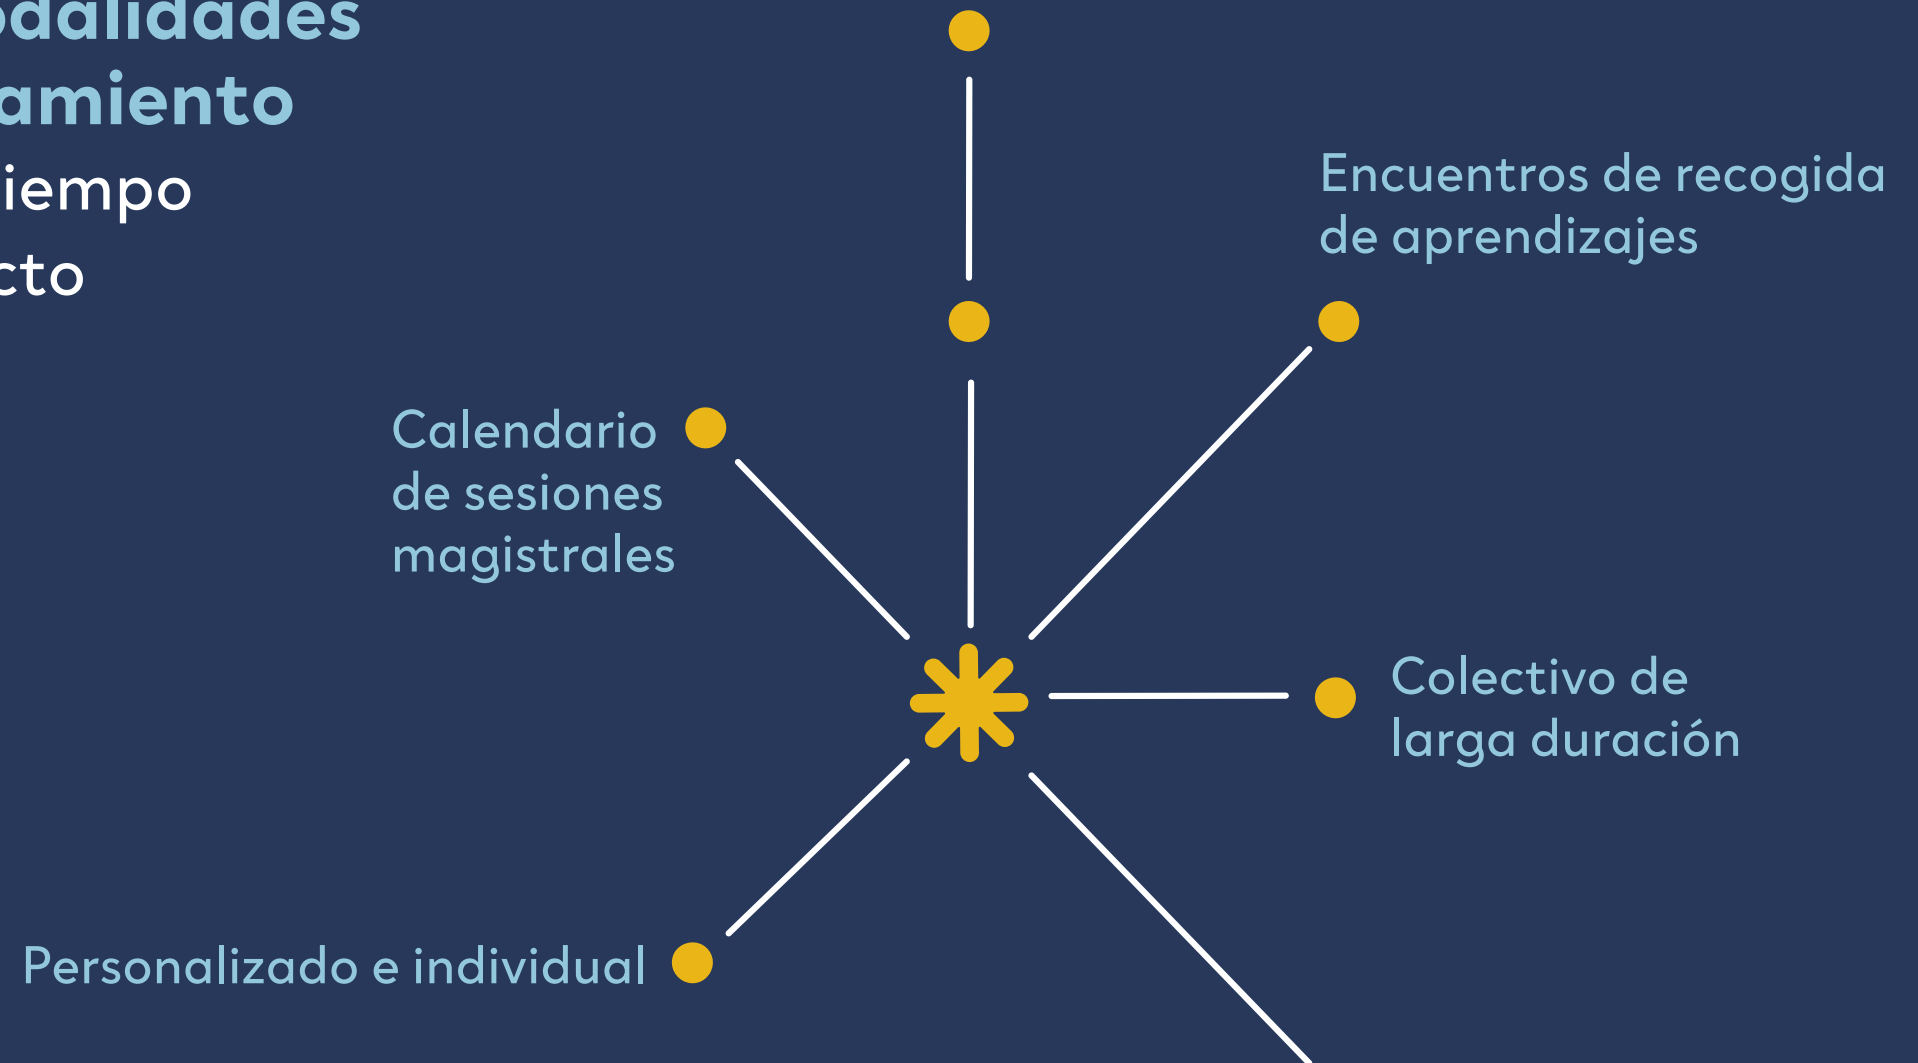 odalidades
amiento
iempo
cto
Encuentros de recogida
de aprendizajes
Calendario
de sesiones
magistrales
Colectivo de
larga duración
Personalizado e individual